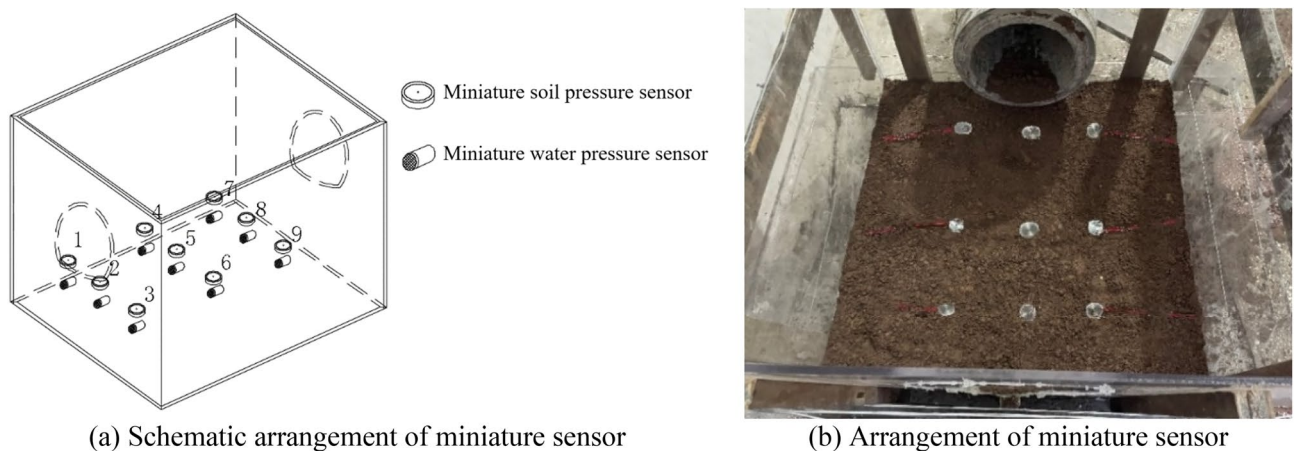 Miniature soil pressure sensor
Miniature water pressure sensor
7
4
8
1
5
9
2
6
3
(a) Schematic arrangement of miniature sensor
(b) Arrangement of miniature sensor